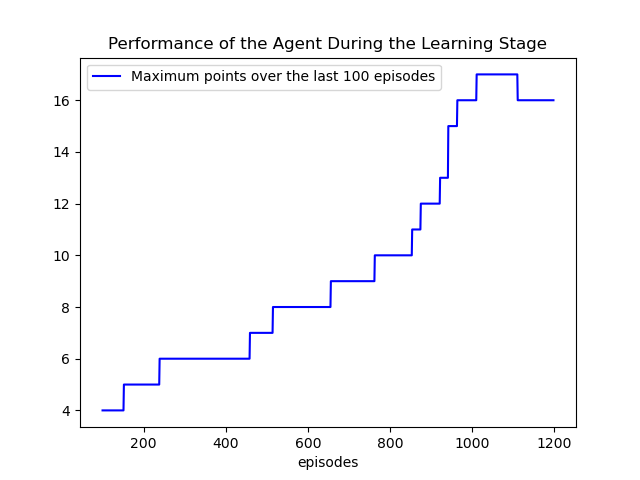 Performance of the Agent During the Learning Stage
Maximum points over the last 100 episodes
16
14
12
10
8
6
4
200 400 600 800 1000 1200
episodes